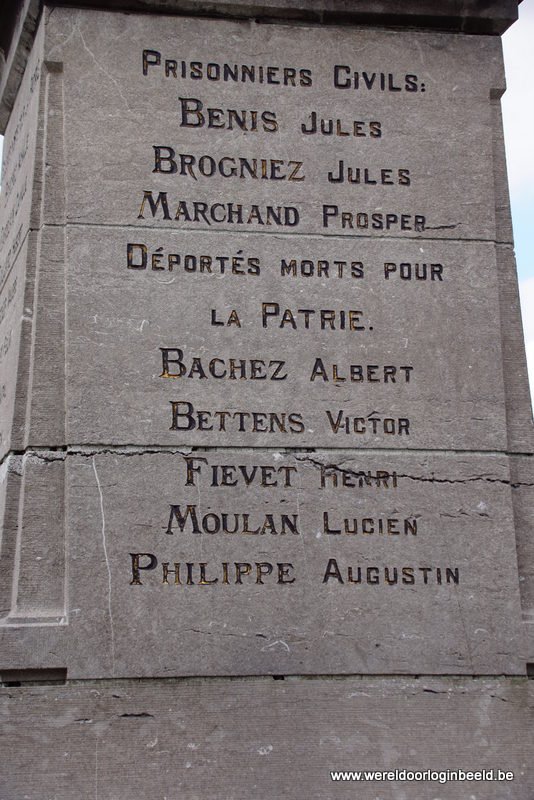 Prisonniers Civils:
Benis Jules
Brogniez Jules
Marchand Prosper
Déportés morts pour
la Patrie.
Bachez Albert
Bettens Victor
Fievet Henri
Moulan Lucien
Philippe Augustin
www.wereldoorloginbeeld.be